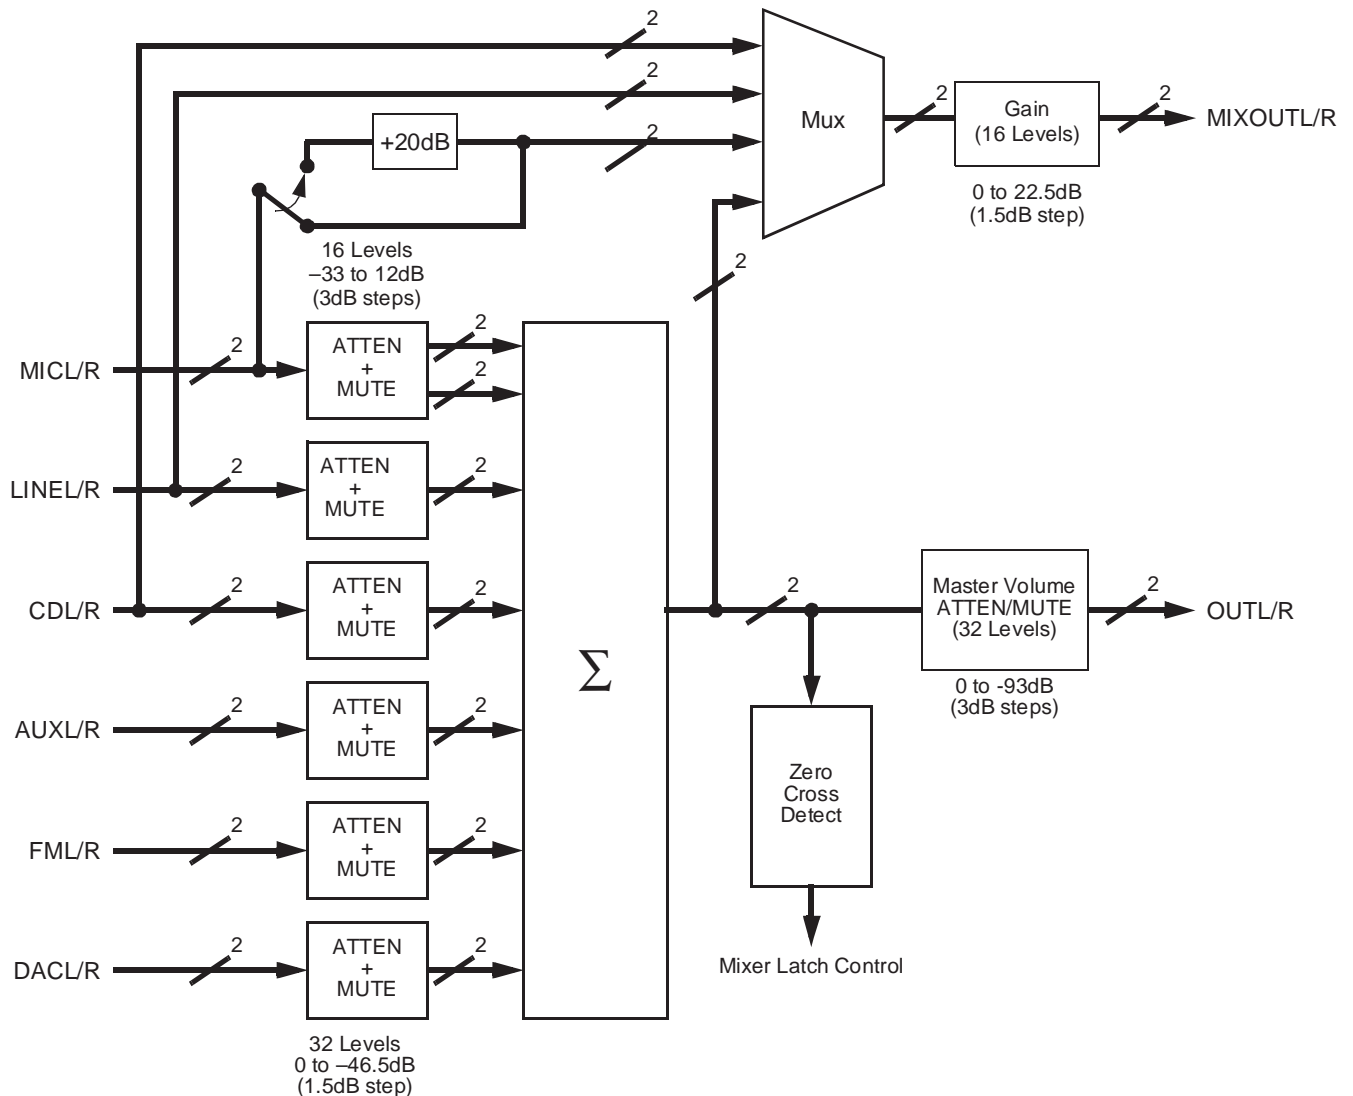 2
2
2
+20dB
Mux
2
Gain
(16 Levels)
2
MIXOUTL/R
0 to 22.5dB
(1.5dB step)
16 Levels
–33 to 12dB
(3dB steps)
2
MICL/R
2
ATTEN
+
MUTE
2
2
LINEL/R
2
ATTEN
+
MUTE
2
CDL/R
2
ATTEN
+
MUTE
2
Σ
2
Master Volume
ATTEN/MUTE
(32 Levels)
2
OUTL/R
0 to -93dB
(3dB steps)
AUXL/R
2
ATTEN
+
MUTE
2
Zero
Cross
Detect
FML/R
2
ATTEN
+
MUTE
2
DACL/R
2
ATTEN
+
MUTE
2
Mixer Latch Control
32 Levels
0 to –46.5dB
(1.5dB step)